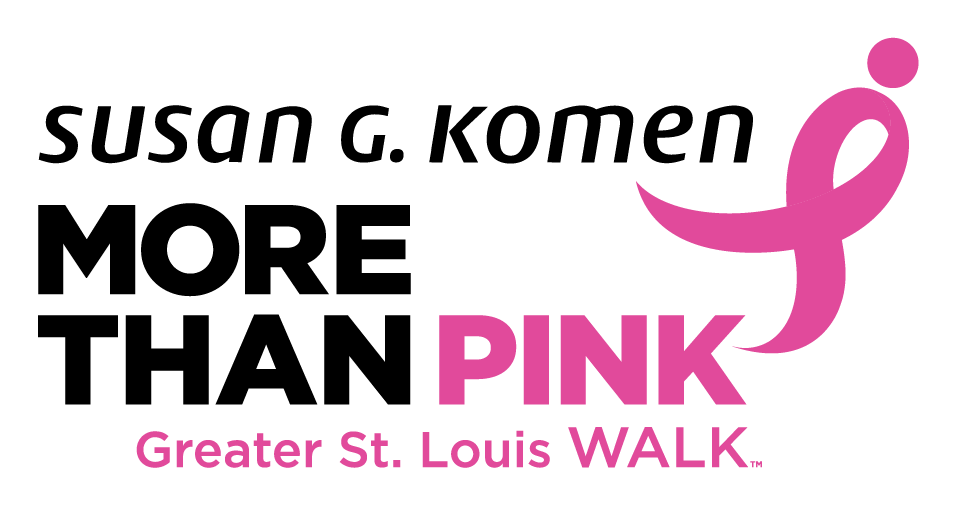 Susan G. Komen
MORE
THAN PINK
Greater St. Louis WALK™